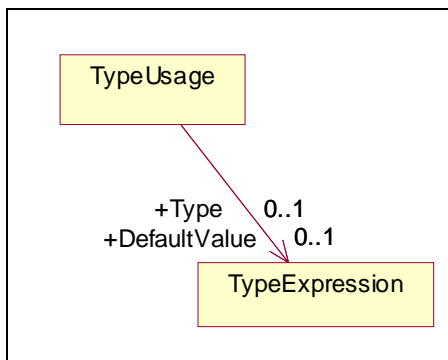 TypeUsage
+Type 0..1
+DefaultValue 0..1
TypeExpression